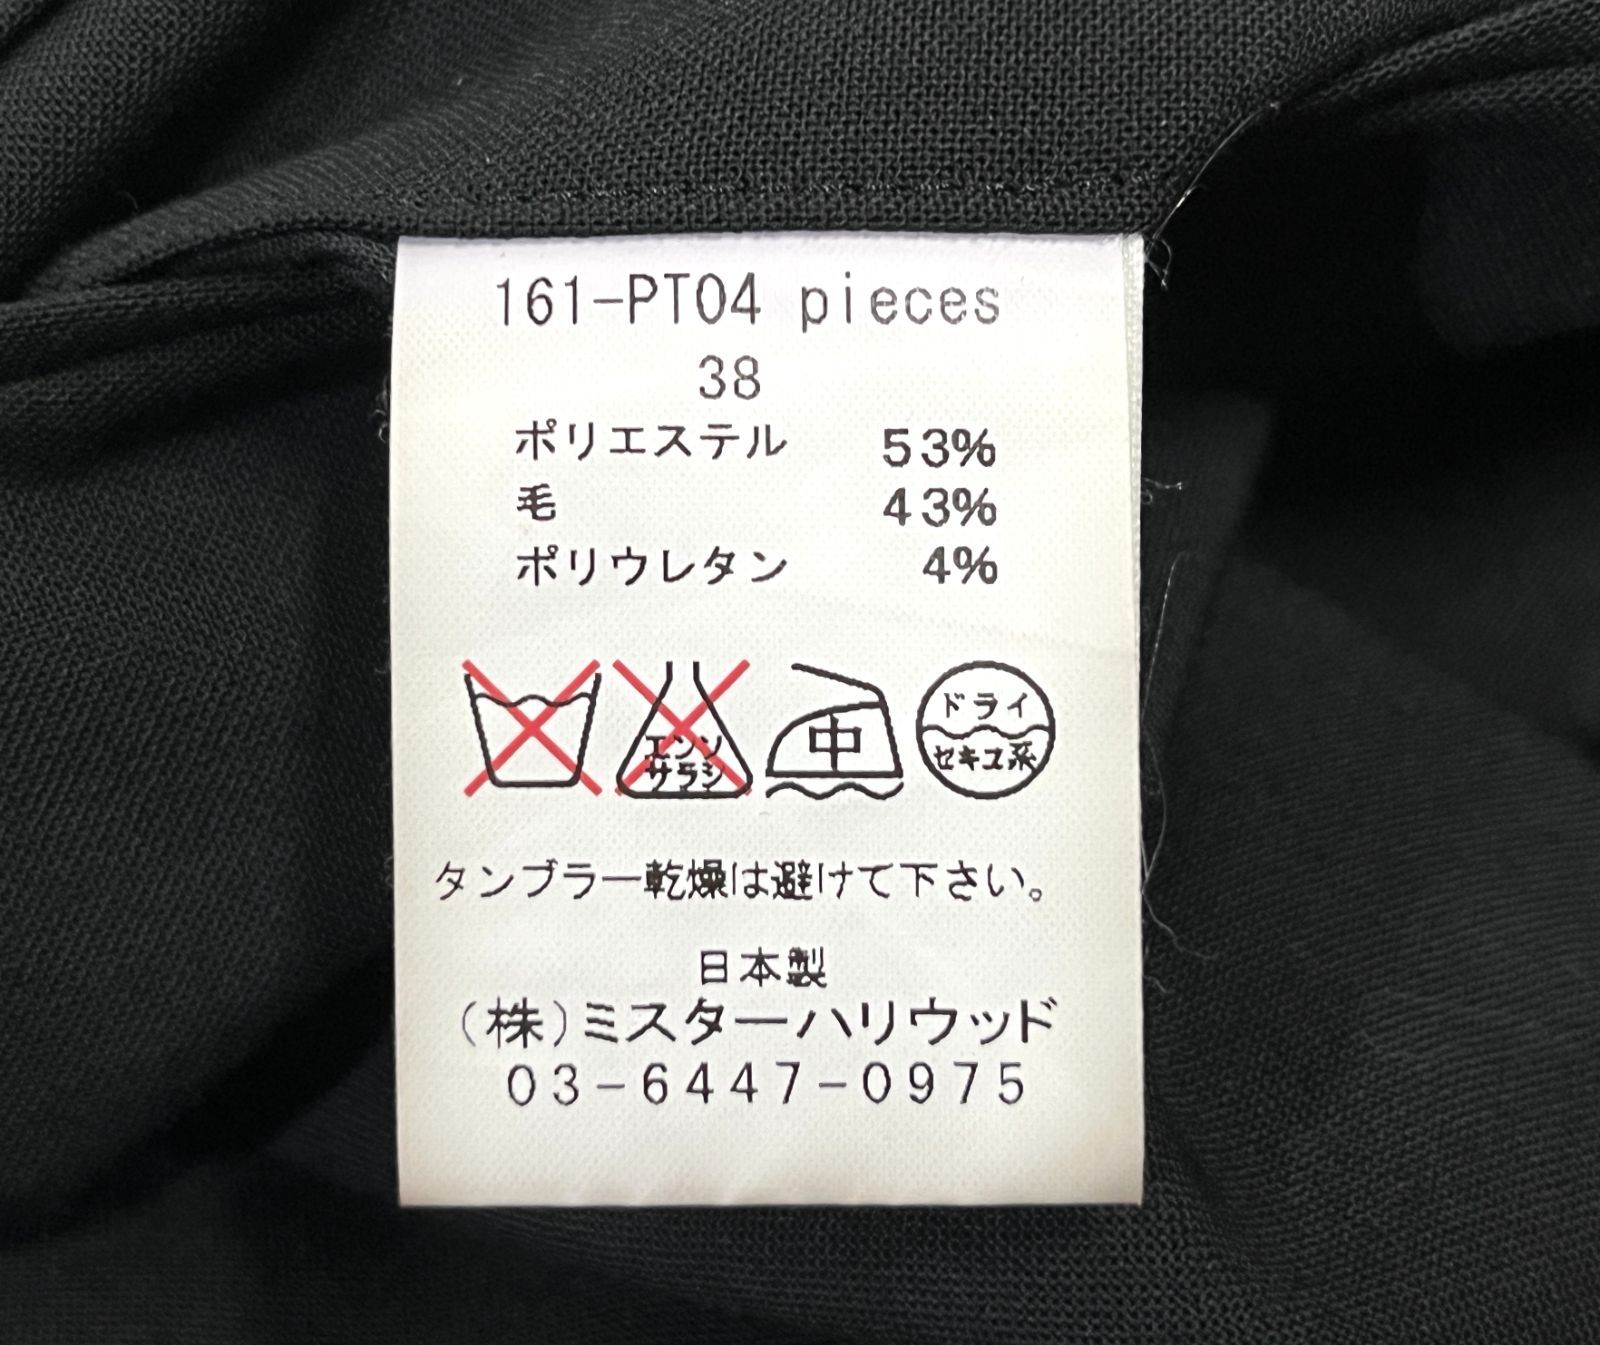 161-PT04 pieces
38
ポリエステル 53%
毛 43%
ポリウレタン 4%
エンソ
サラシ
中
ドライ
セキユ系
タンブラー乾燥は避けて下さい。
日本製
(株)ミスターハリウッド
03-6447-0975